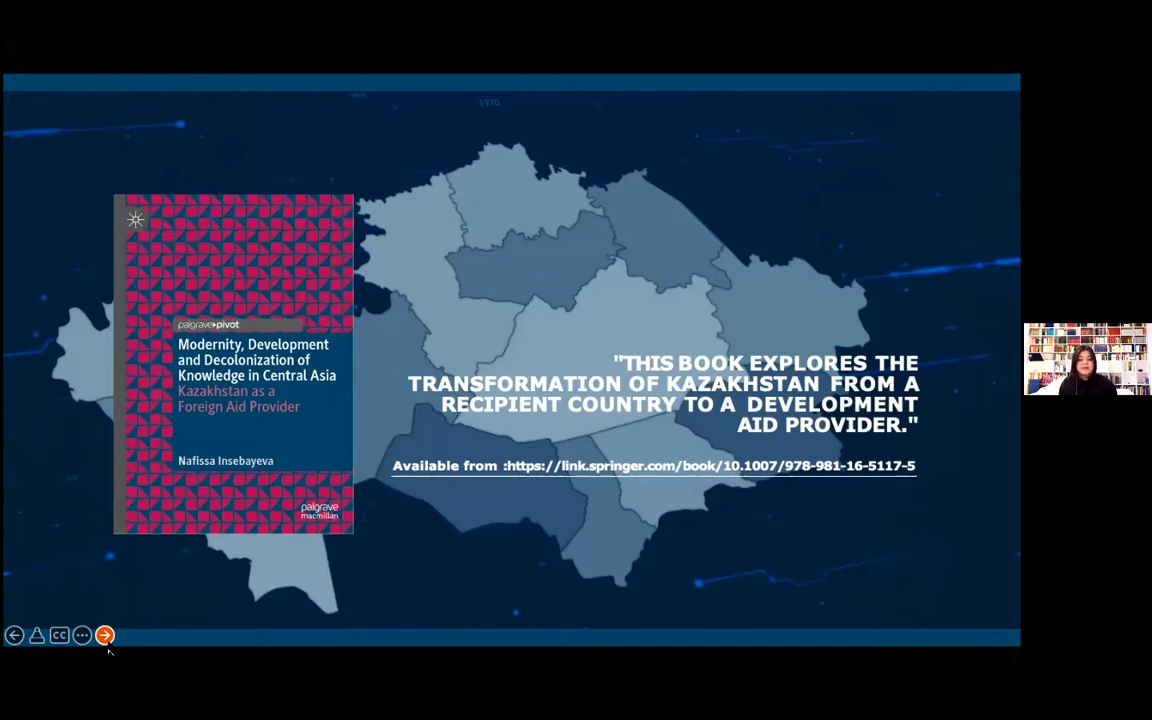 1970
palgrave▸pivot
Modernity, Development
and Decolonization of
Knowledge in Central Asia
Kazakhstan as a
Foreign Aid Provider
Nafissa Insebayeva
palgrave
macmillan
"THIS BOOK EXPLORES THE
TRANSFORMATION OF KAZAKHSTAN FROM A
RECIPIENT COUNTRY TO A DEVELOPMENT
AID PROVIDER."
Available from :https://link.springer.com/book/10.1007/978-981-16-5117-5
CC